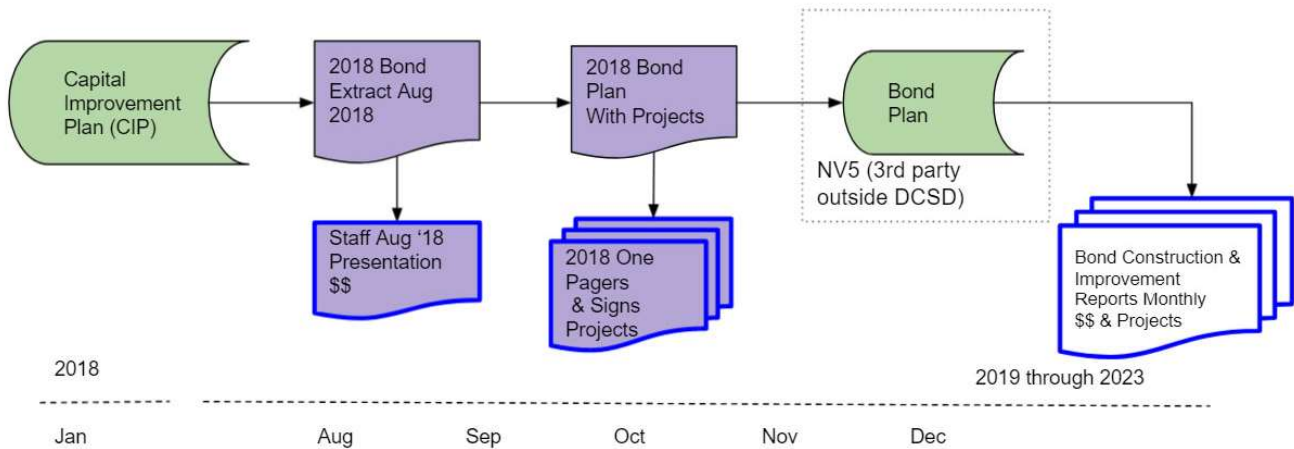 Capital
Improvement
Plan (CIP)
2018 Bond
Extract Aug
2018
2018 Bond
Plan
With Projects
Bond
Plan
NV5 (3rd party
outside DCSD)
Staff Aug ‘18
Presentation
$$
2018 One
Pagers
& Signs
Projects
Bond Construction &
Improvement
Reports Monthly
$$ & Projects
2018
2019 through 2023
Jan
Aug
Sep
Oct
Nov
Dec